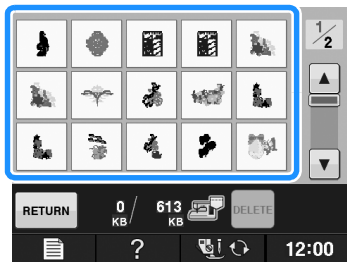 1/2
RETURN
0 KB / 613 KB
DELETE
?
12:00